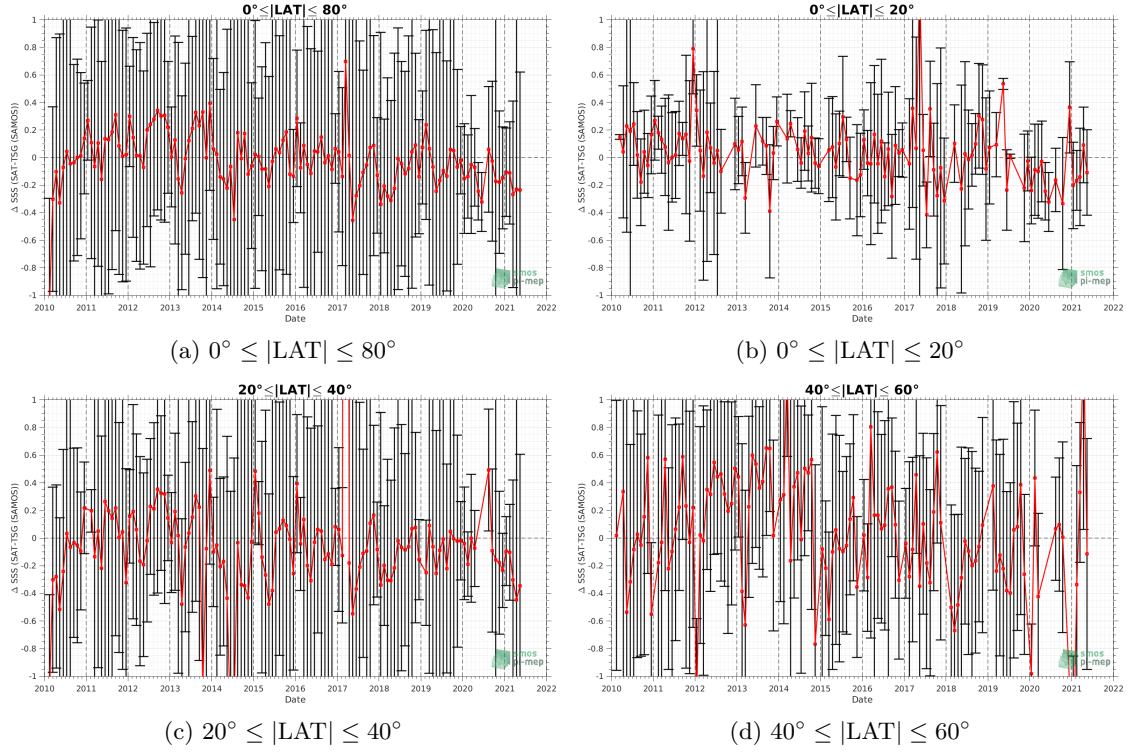 0°≤|LAT|≤ 80°
Δ SSS (SAT-TSG (SAMOS))
1
0.8
0.6
0.4
0.2
0
-0.2
-0.4
-0.6
-0.8
-1
2010 2011 2012 2013 2014 2015 2016 2017 2018 2019 2020 2021 2022
Date
smos
pi-mep
(a) 0° ≤ |LAT| ≤ 80°
0°≤|LAT|≤ 20°
Δ SSS (SAT-TSG (SAMOS))
1
0.8
0.6
0.4
0.2
0
-0.2
-0.4
-0.6
-0.8
-1
2010 2011 2012 2013 2014 2015 2016 2017 2018 2019 2020 2021 2022
Date
smos
pi-mep
(b) 0° ≤ |LAT| ≤ 20°
20°≤|LAT|≤ 40°
Δ SSS (SAT-TSG (SAMOS))
1
0.8
0.6
0.4
0.2
0
-0.2
-0.4
-0.6
-0.8
-1
2010 2011 2012 2013 2014 2015 2016 2017 2018 2019 2020 2021 2022
Date
smos
pi-mep
(c) 20° ≤ |LAT| ≤ 40°
40°≤|LAT|≤ 60°
Δ SSS (SAT-TSG (SAMOS))
1
0.8
0.6
0.4
0.2
0
-0.2
-0.4
-0.6
-0.8
-1
2010 2011 2012 2013 2014 2015 2016 2017 2018 2019 2020 2021 2022
Date
smos
pi-mep
(d) 40° ≤ |LAT| ≤ 60°